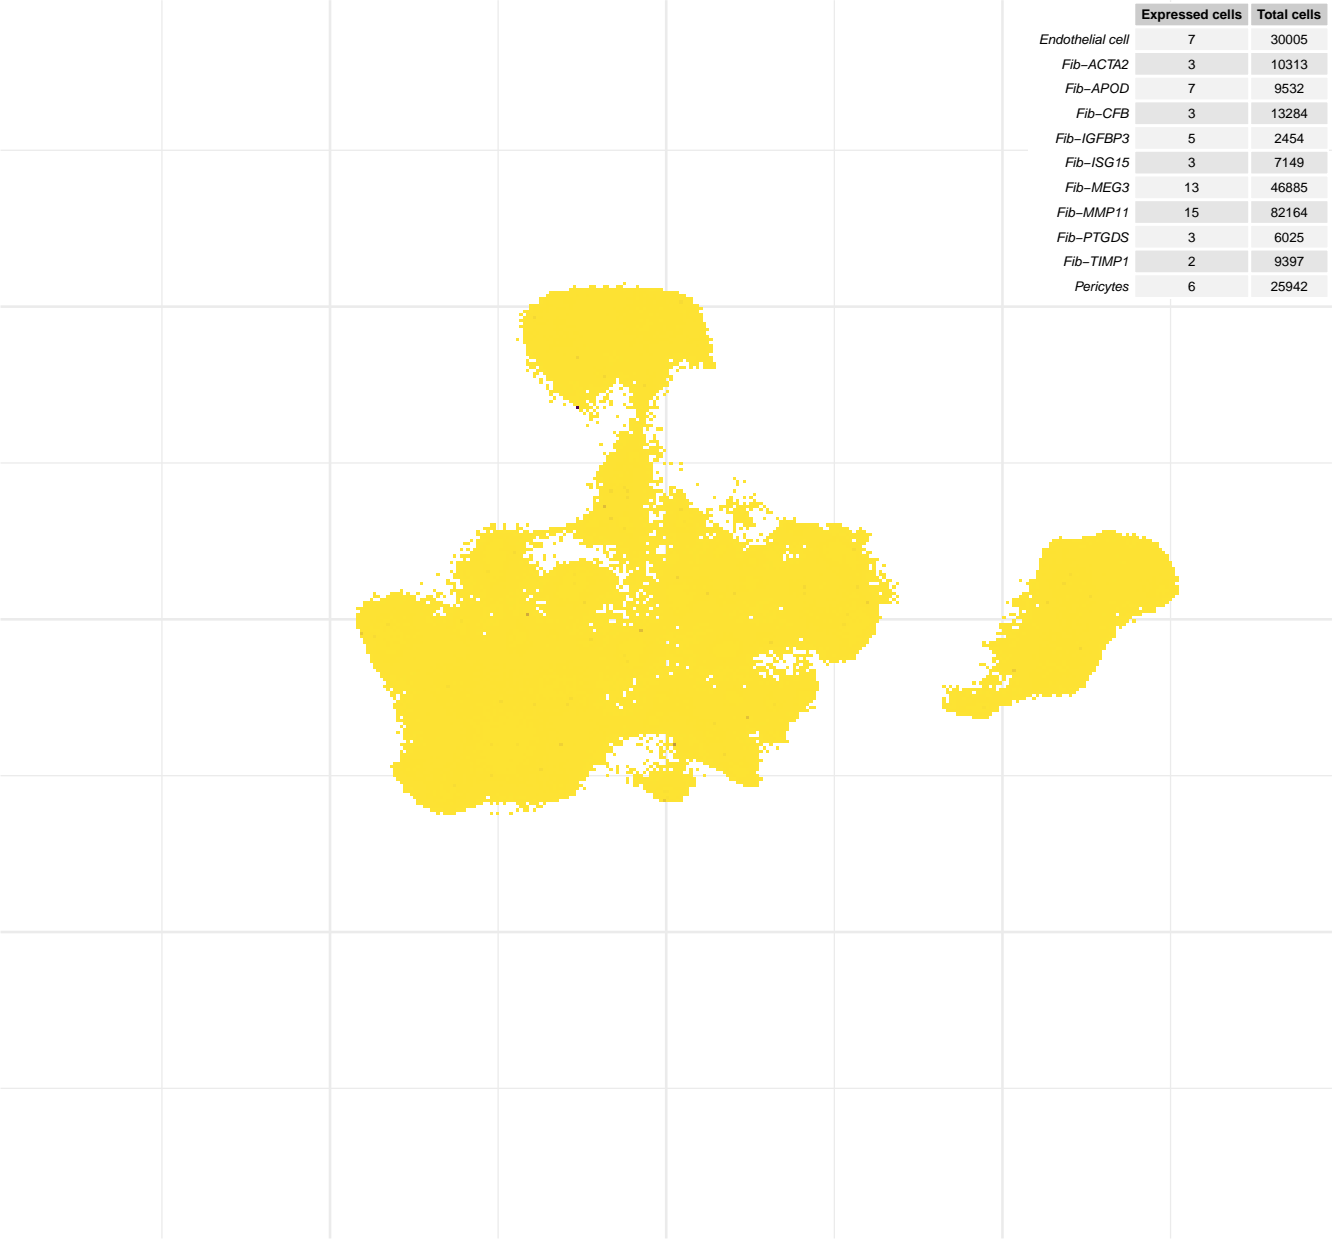 Expressed cells Total cells
Endothelial cell 7 30005
Fib−ACTA2 3 10313
Fib−APOD 7 9532
Fib−CFB 3 13284
Fib−IGFBP3 5 2454
Fib−ISG15 3 7149
Fib−MEG3 13 46885
Fib−MMP11 15 82164
Fib−PTGDS 3 6025
Fib−TIMP1 2 9397
Pericytes 6 25942